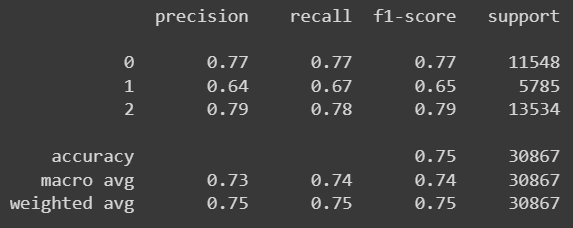 precision recall f1-score support
0 0.77 0.77 0.77 11548
1 0.64 0.67 0.65 5785
2 0.79 0.78 0.79 13534
accuracy 0.75 30867
macro avg 0.73 0.74 0.74 30867
weighted avg 0.75 0.75 0.75 30867